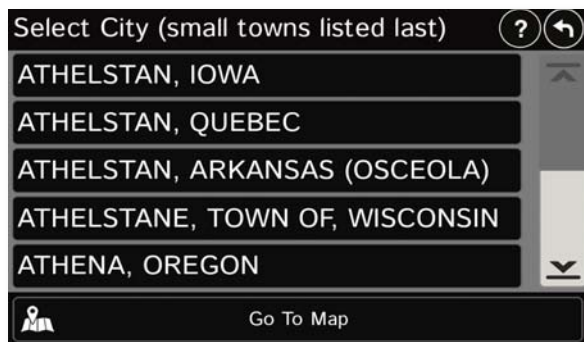 Select City (small towns listed last)
?
ATHELSTAN, IOWA
ATHELSTAN, QUEBEC
ATHELSTAN, ARKANSAS (OSCEOLA)
ATHELSTANE, TOWN OF, WISCONSIN
ATHENA, OREGON
Go To Map